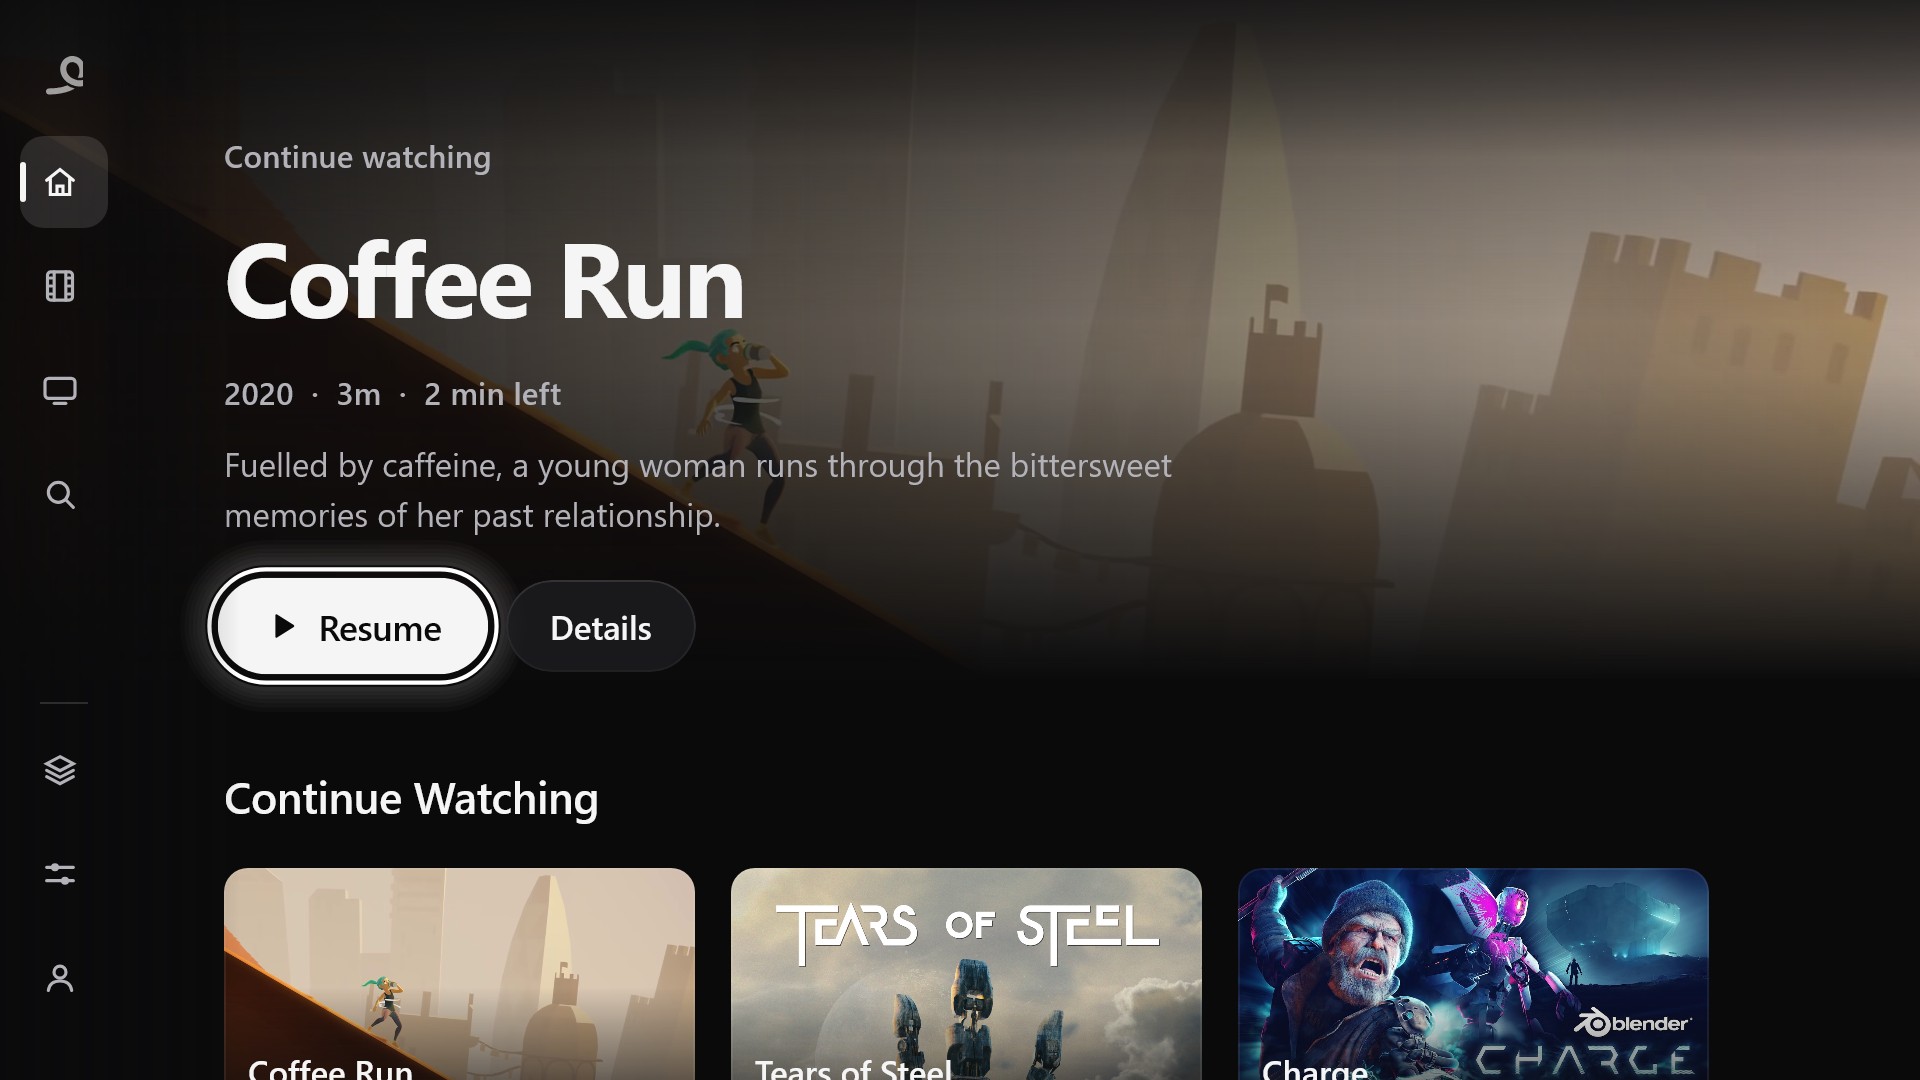 Continue watching
Coffee Run
2020 · 3m · 2 min left
Fuelled by caffeine, a young woman runs through the bittersweet
memories of her past relationship.
Resume
Details
Continue Watching
TEARS OF STEEL
blender
CHARGE
Coffee Run
Tears of Steel
Charge